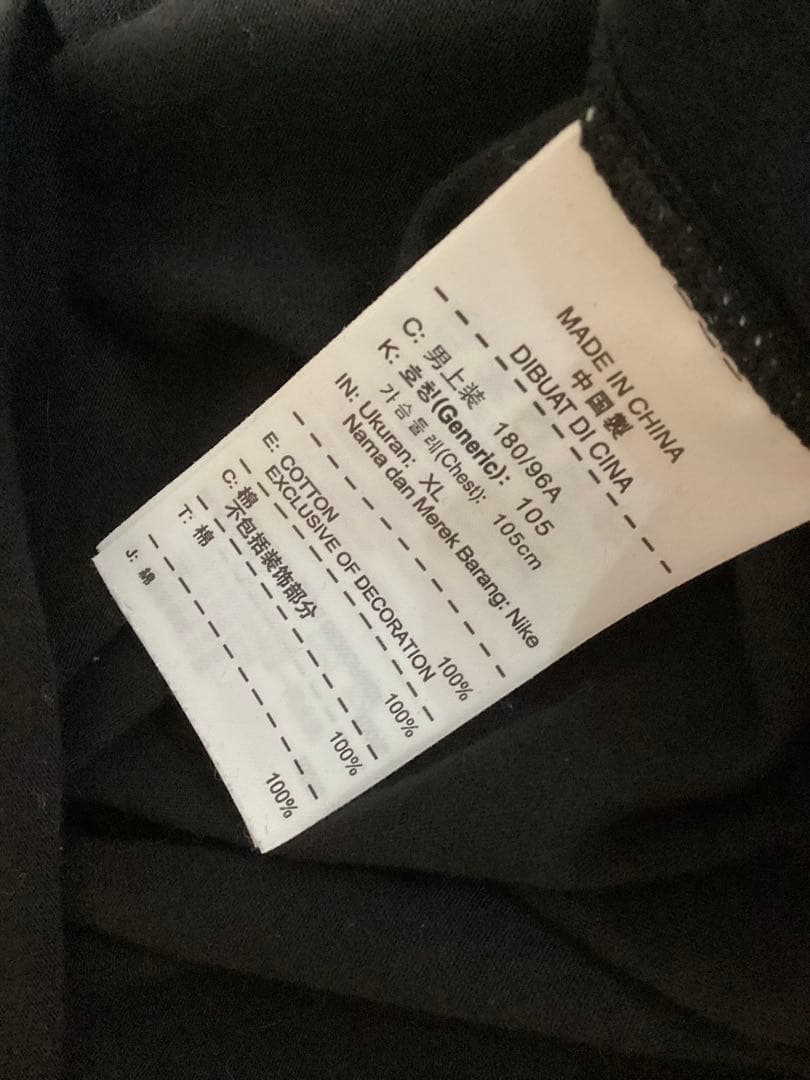 MADE IN CHINA
中国製
DIBUAT DI CINA
C: 男上装 180/96A
K: 호칭(Generic): 105
가슴둘레(Chest): 105cm
IN: Ukuran: XL
Nama dan Merek Barang: Nike
E: COTTON 100%
EXCLUSIVE OF DECORATION
C: 棉 100%
不包括装饰部分
T: 棉 100%
J: 綿 100%